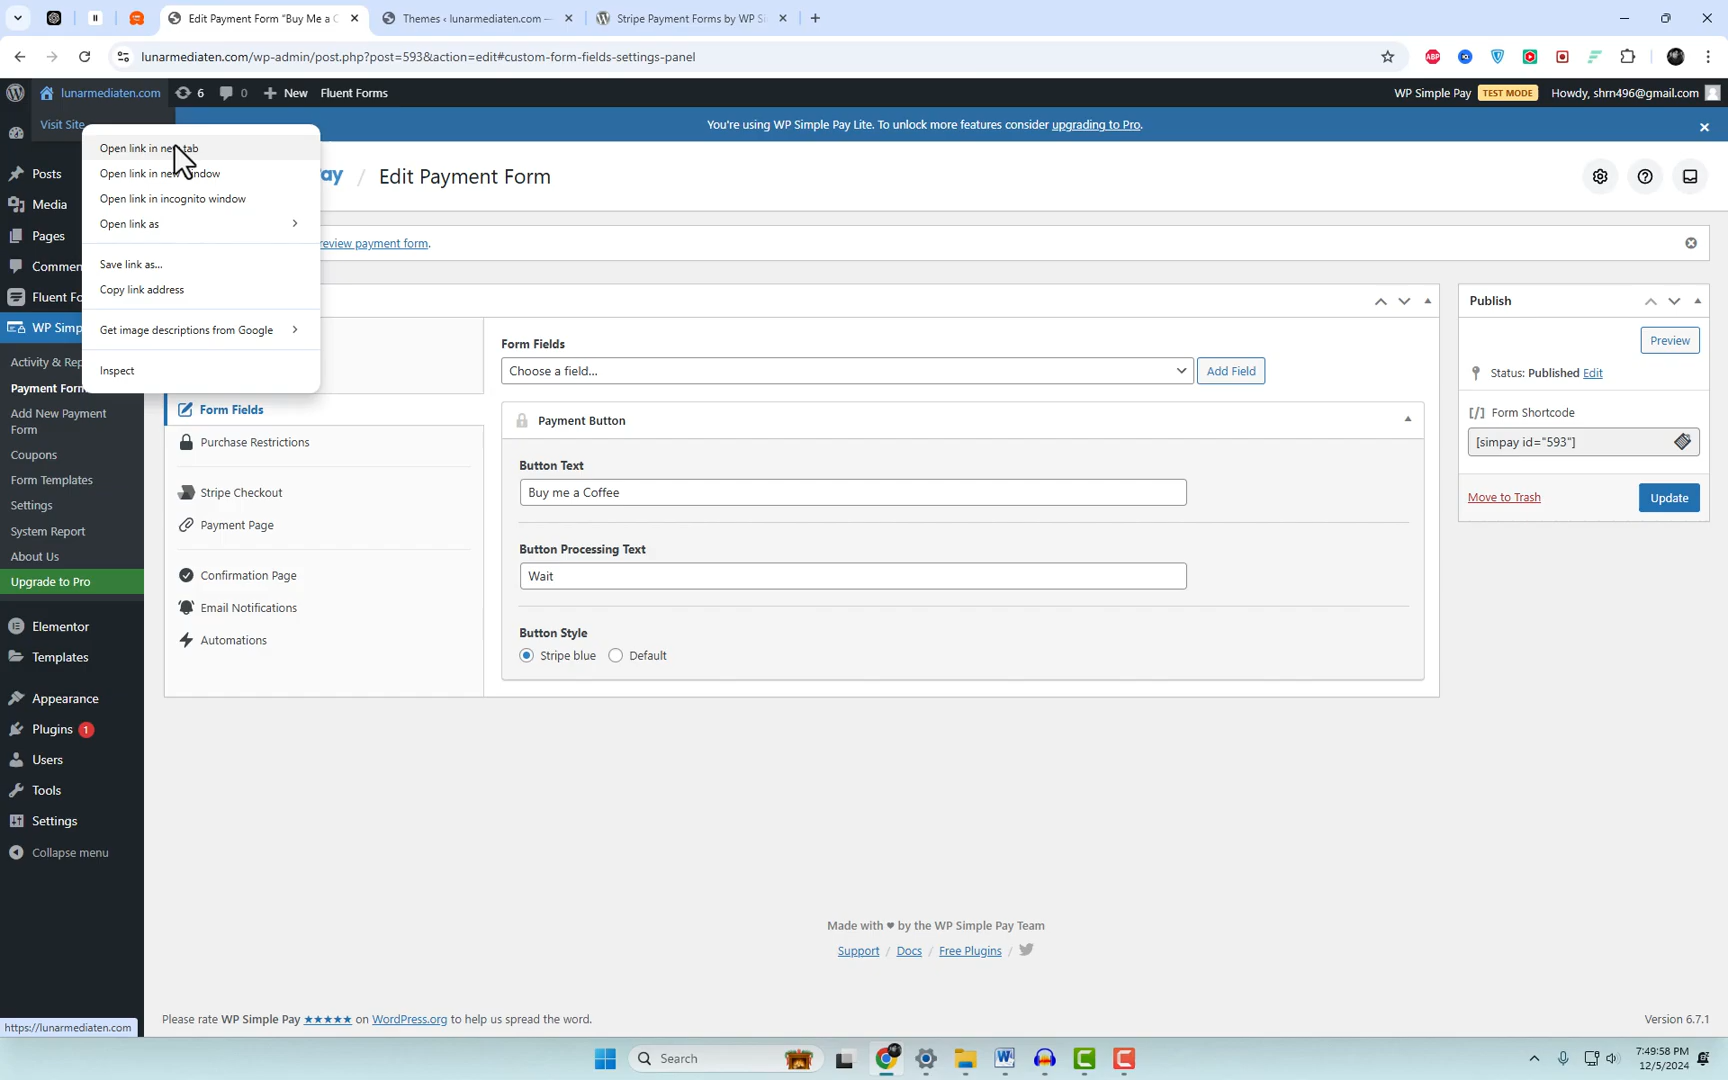 Edit Payment Form "Buy Me a C
Themes ‹ lunarmediaten.com —
Stripe Payment Forms by WP Si
lunarmediaten.com/wp-admin/post.php?post=593&action=edit#custom-form-fields-settings-panel
lunarmediaten.com
6
0
New
Fluent Forms
WP Simple Pay
TEST MODE
Howdy, shrn496@gmail.com
Visit Site
You're using WP Simple Pay Lite. To unlock more features consider upgrading to Pro.
Open link in new tab
Open link in new window
Open link in incognito window
Open link as
Save link as...
Copy link address
Get image descriptions from Google
Inspect
Posts
Media
Pages
Commen
Fluent Fo
WP Simp
Activity & Rep
Payment Form
Add New Payment
Form
Coupons
Form Templates
Settings
System Report
About Us
Upgrade to Pro
Elementor
Templates
Appearance
Plugins 1
Users
Tools
Settings
Collapse menu
ay / Edit Payment Form
review payment form.
Form Fields
Purchase Restrictions
Stripe Checkout
Payment Page
Confirmation Page
Email Notifications
Automations
Form Fields
Choose a field...
Add Field
Payment Button
Button Text
Buy me a Coffee
Button Processing Text
Wait
Button Style
Stripe blue
Default
Publish
Preview
Status: Published Edit
[/] Form Shortcode
[simpay id="593"]
Move to Trash
Update
Made with ♥ by the WP Simple Pay Team
Support / Docs / Free Plugins /
Please rate WP Simple Pay ★★★★★ on WordPress.org to help us spread the word.
Version 6.7.1
https://lunarmediaten.com
Search
7:49:58 PM
12/5/2024